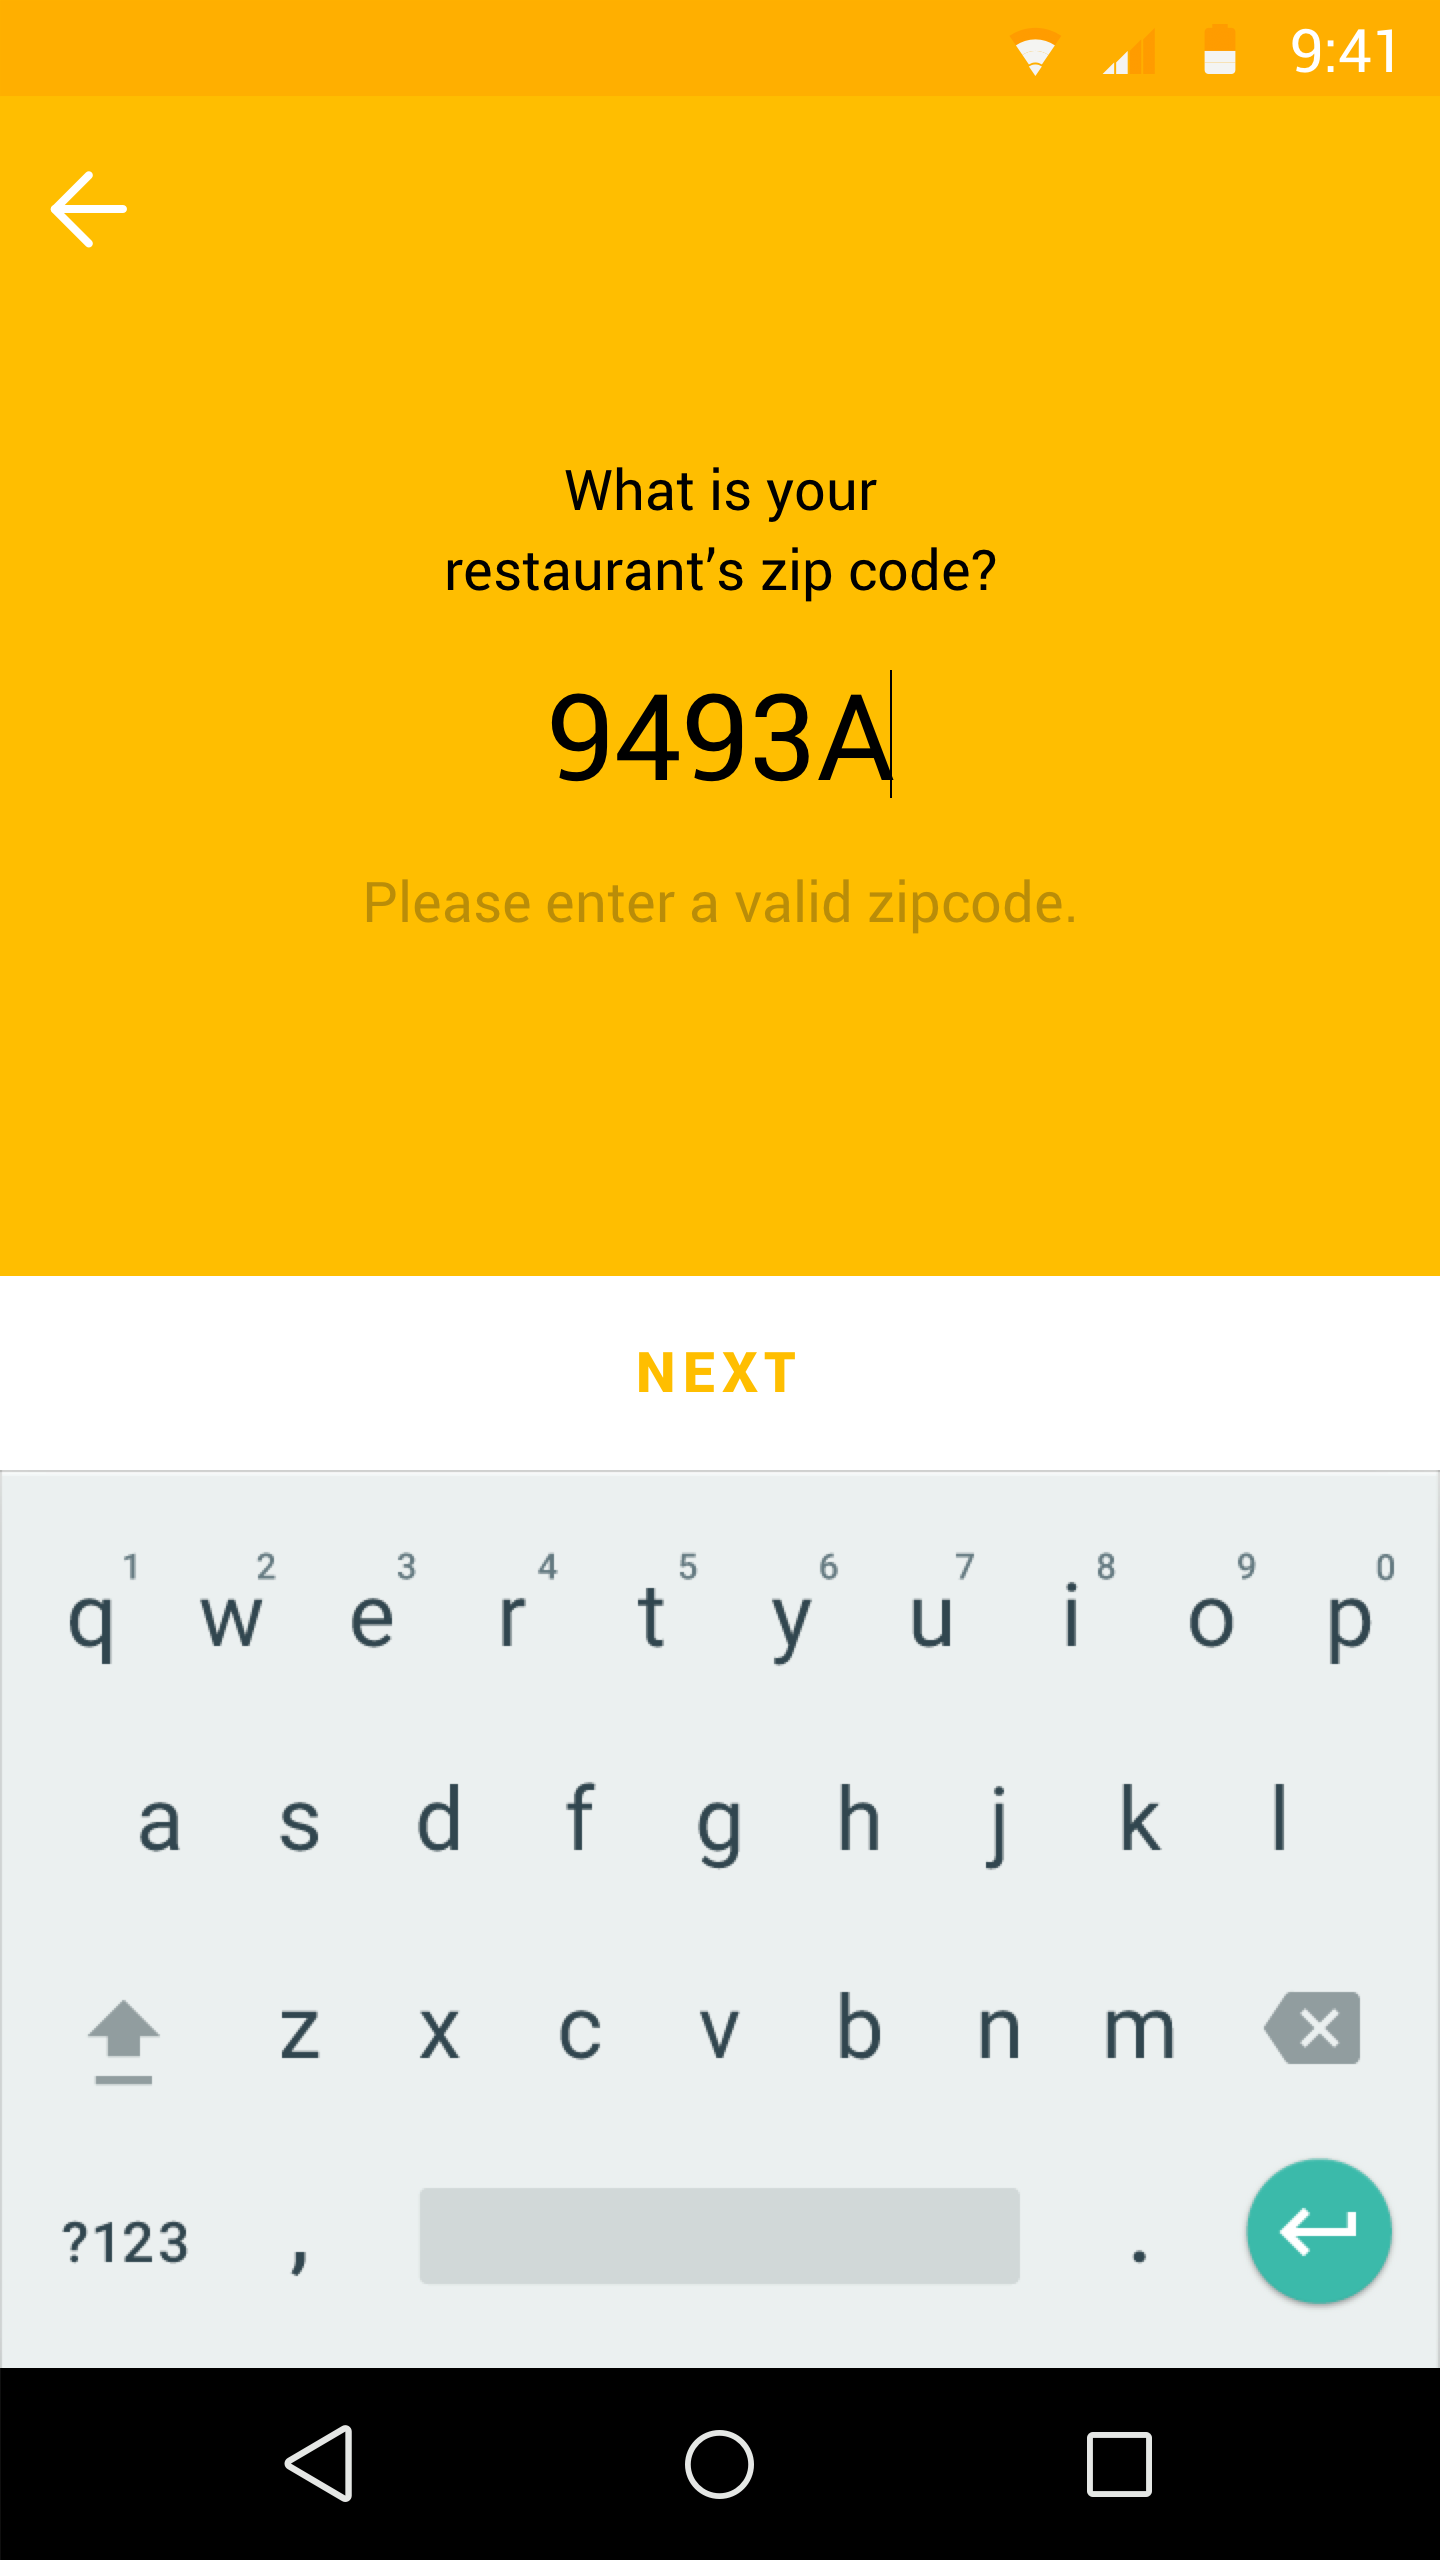 9:41
What is your
restaurant’s zip code?
9493A
Please enter a valid zipcode.
NEXT
1 2 3 4 5 6 7 8 9 0
q w e r t y u i o p
a s d f g h j k l
z x c v b n m
?123 , .